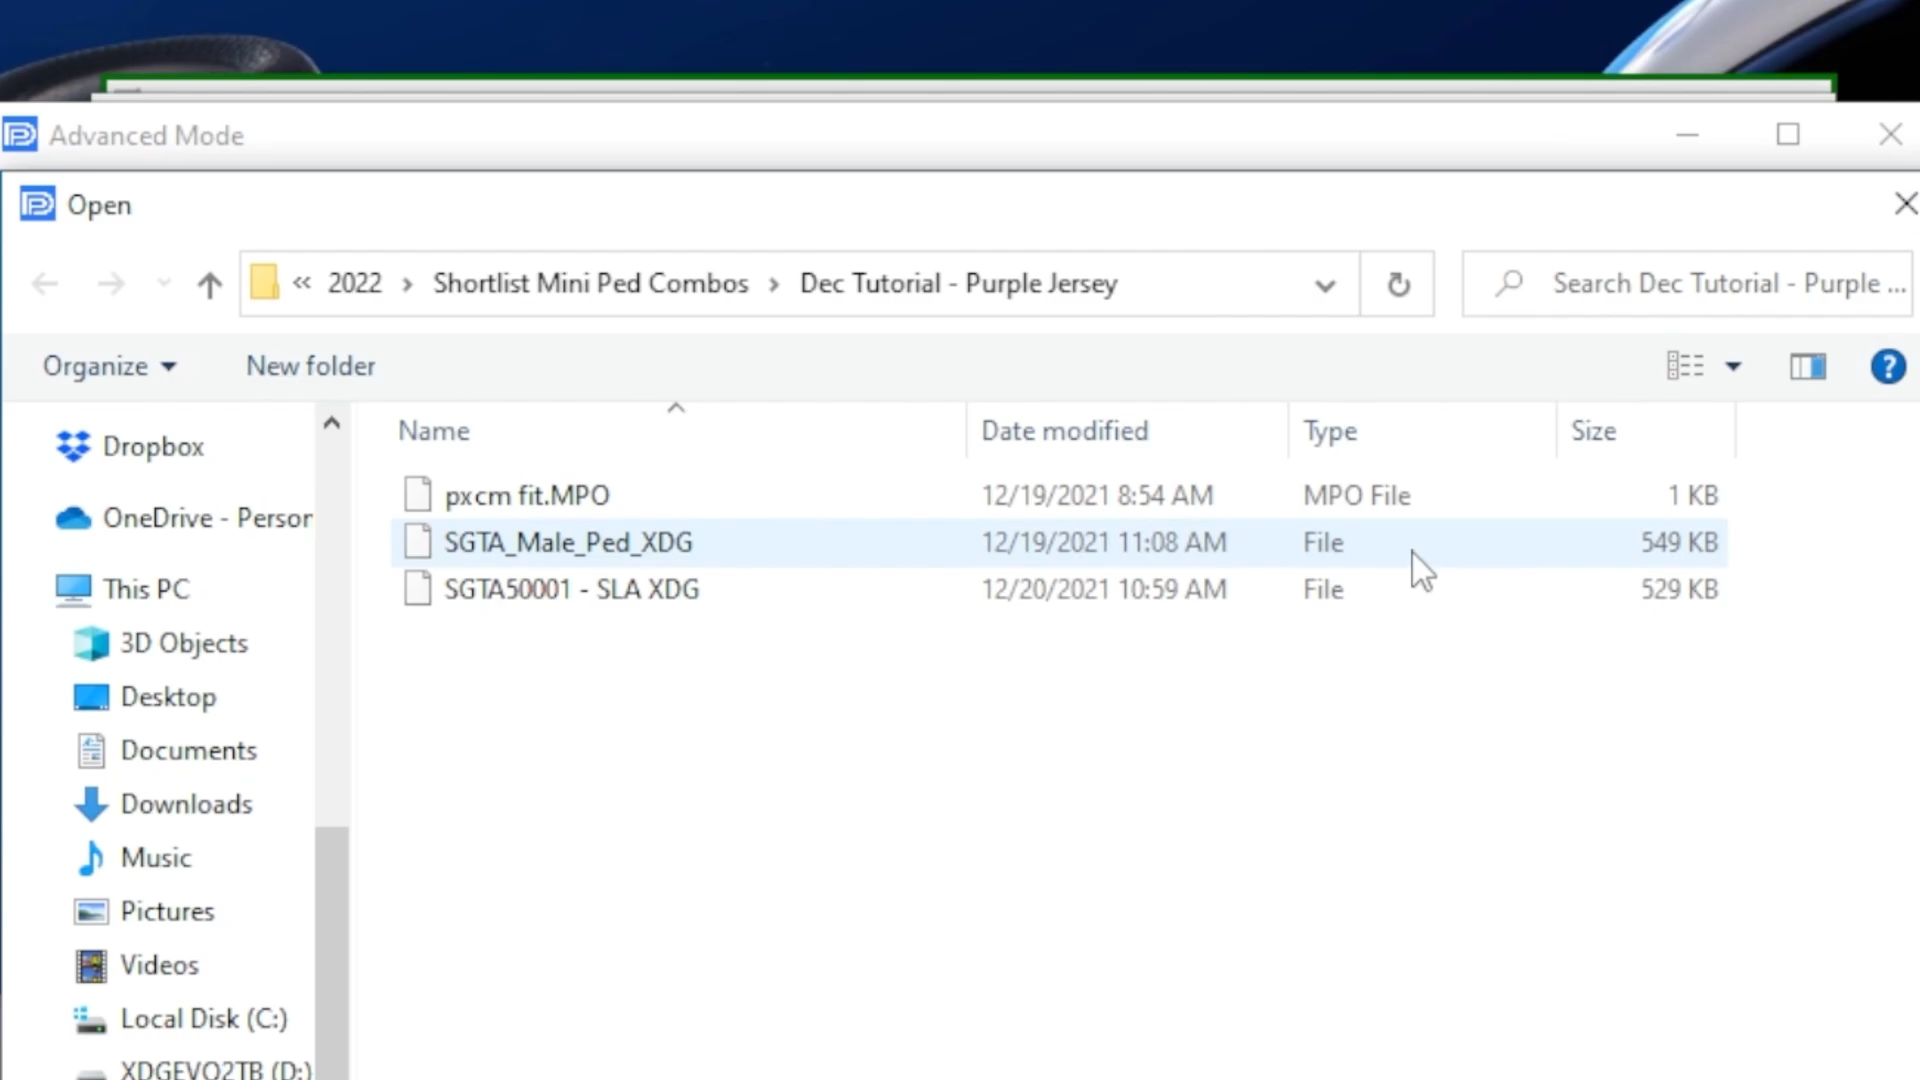 Advanced Mode
Open
« 2022 › Shortlist Mini Ped Combos › Dec Tutorial - Purple Jersey
Search Dec Tutorial - Purple ...
Organize New folder ?
Name Date modified Type Size
pxcm fit.MPO 12/19/2021 8:54 AM MPO File 1 KB
SGTA_Male_Ped_XDG 12/19/2021 11:08 AM File 549 KB
SGTA50001 - SLA XDG 12/20/2021 10:59 AM File 529 KB
Dropbox
OneDrive - Person
This PC
3D Objects
Desktop
Documents
Downloads
Music
Pictures
Videos
Local Disk (C:)
XDGEVO2TB (D:)